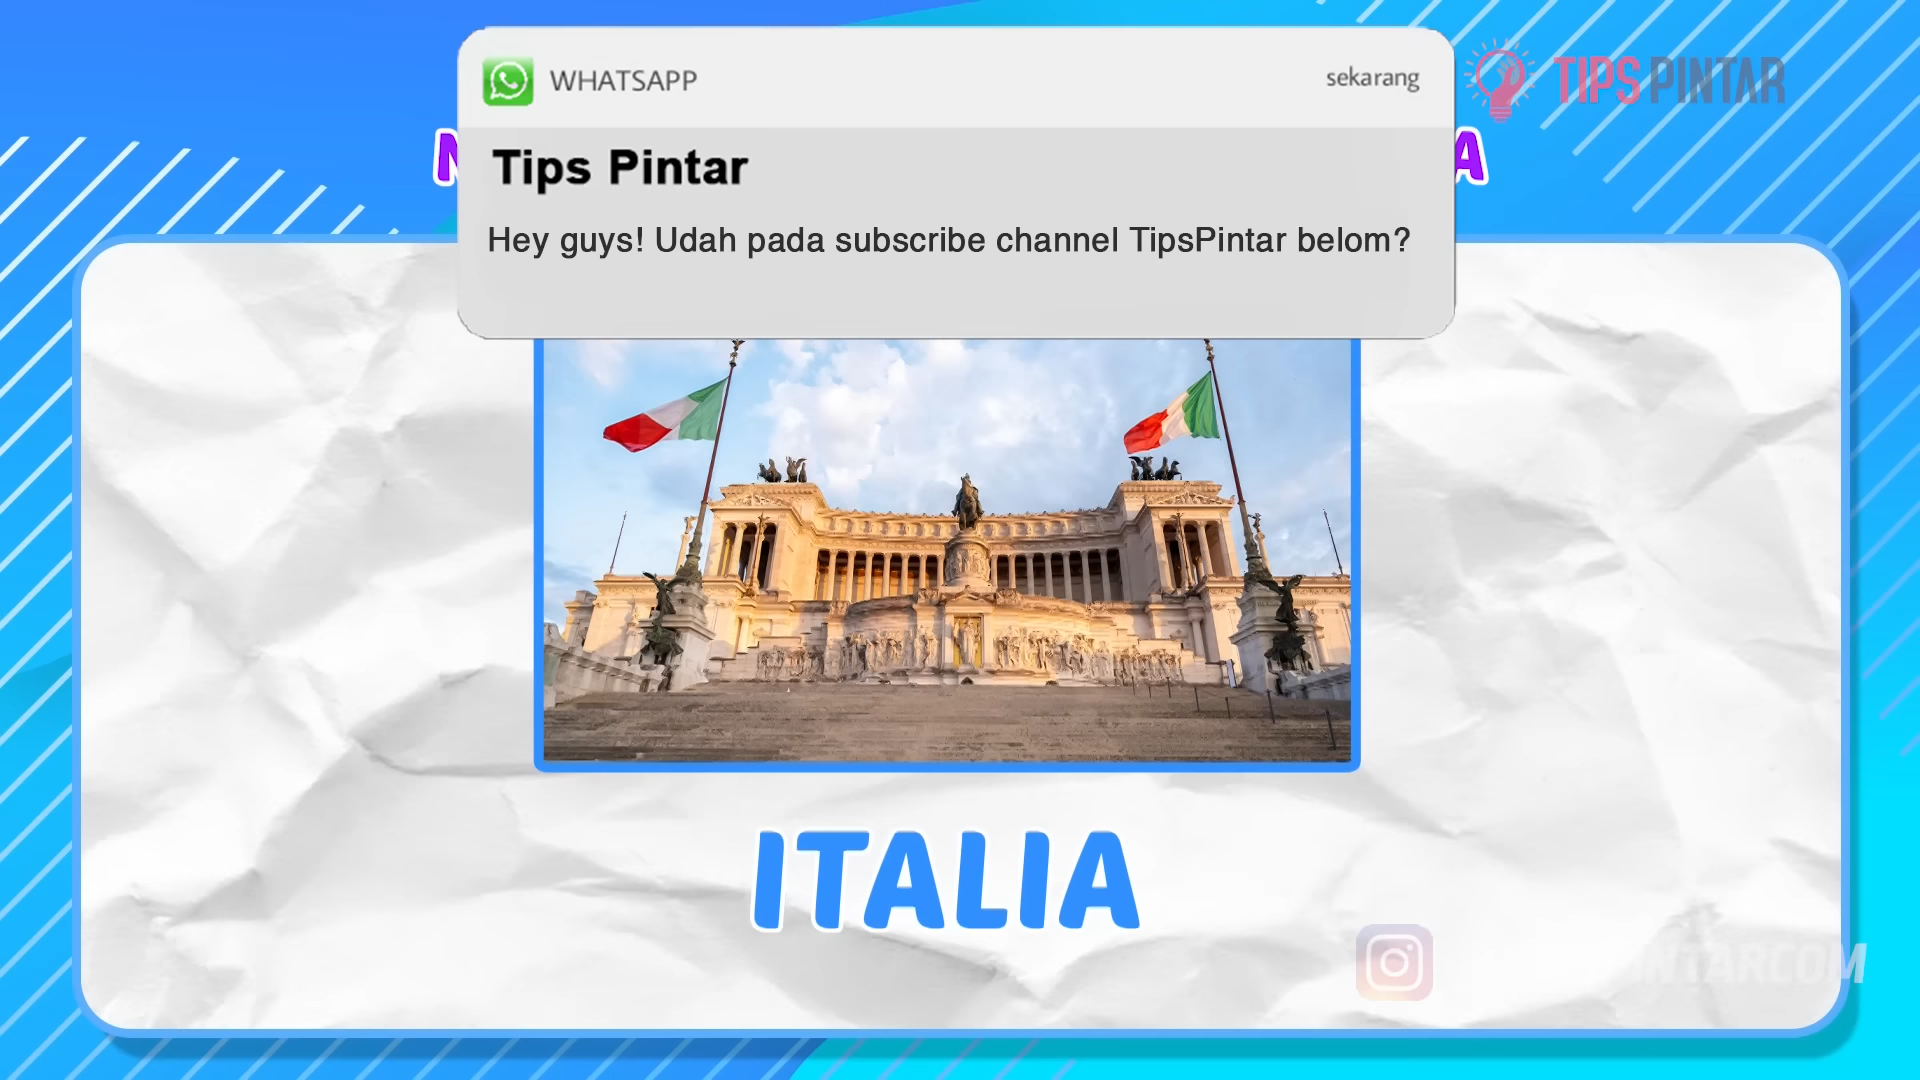 WHATSAPP
sekarang
TIPS PINTAR
Tips Pintar
Hey guys! Udah pada subscribe channel TipsPintar belom?
ITALIA